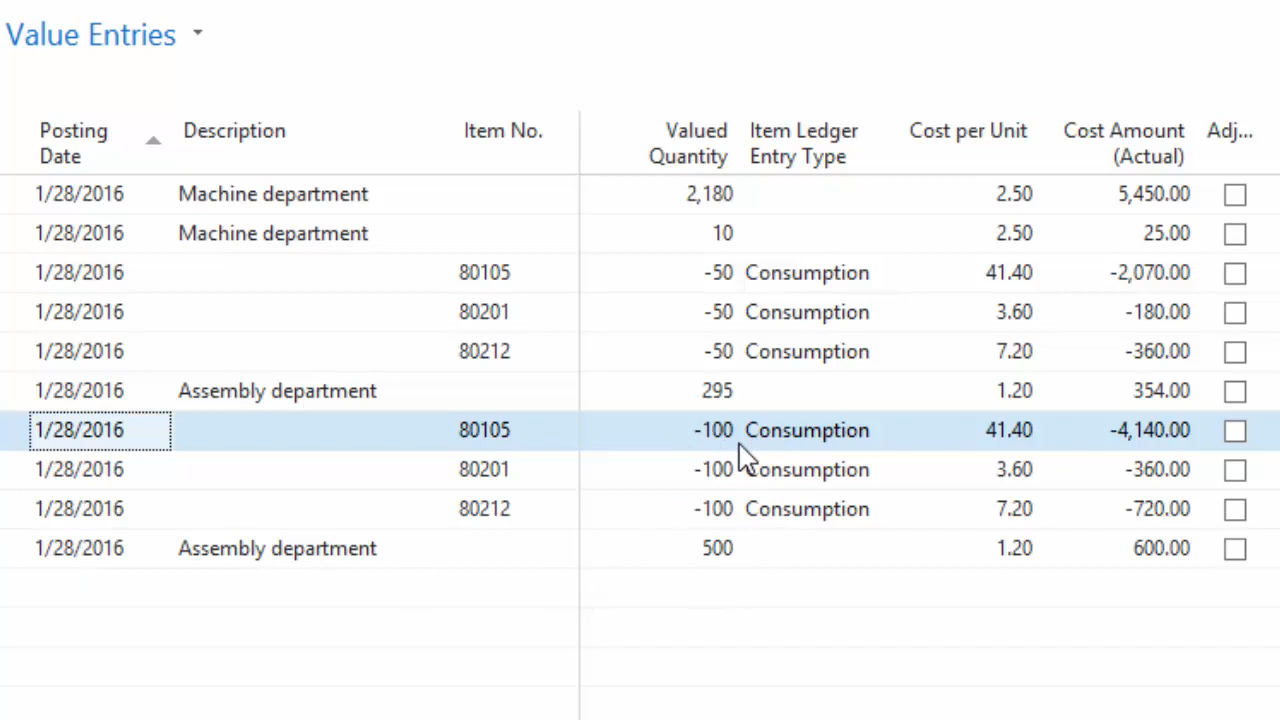 Value Entries
Posting Date Description Item No. Valued Quantity Item Ledger Entry Type Cost per Unit Cost Amount (Actual) Adj...
1/28/2016 Machine department 2,180 2.50 5,450.00
1/28/2016 Machine department 10 2.50 25.00
1/28/2016 80105 -50 Consumption 41.40 -2,070.00
1/28/2016 80201 -50 Consumption 3.60 -180.00
1/28/2016 80212 -50 Consumption 7.20 -360.00
1/28/2016 Assembly department 295 1.20 354.00
1/28/2016 80105 -100 Consumption 41.40 -4,140.00
1/28/2016 80201 -100 Consumption 3.60 -360.00
1/28/2016 80212 -100 Consumption 7.20 -720.00
1/28/2016 Assembly department 500 1.20 600.00